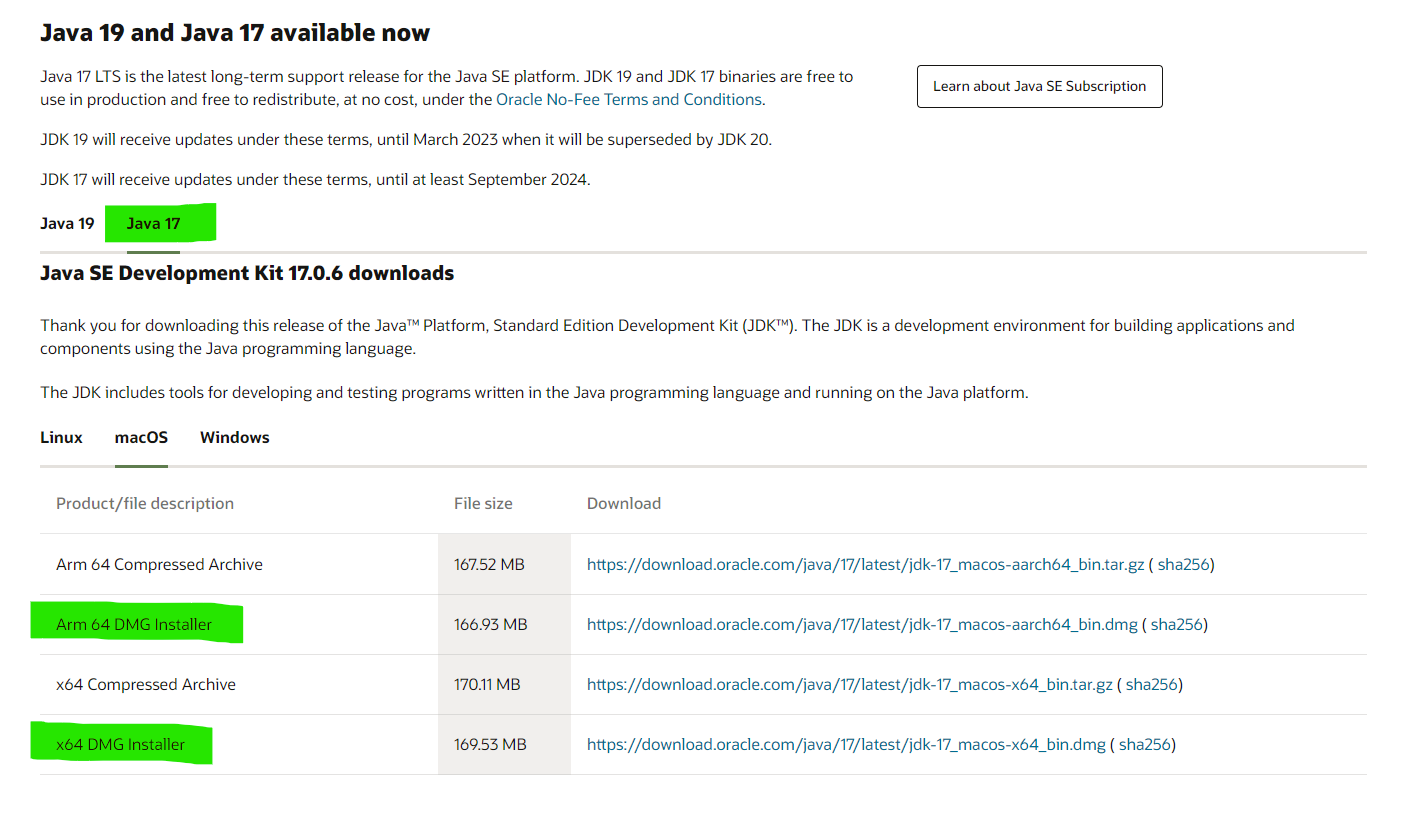 Java 19 and Java 17 available now
Java 17 LTS is the latest long-term support release for the Java SE platform. JDK 19 and JDK 17 binaries are free to
use in production and free to redistribute, at no cost, under the Oracle No-Fee Terms and Conditions.
Learn about Java SE Subscription
JDK 19 will receive updates under these terms, until March 2023 when it will be superseded by JDK 20.
JDK 17 will receive updates under these terms, until at least September 2024.
Java 19 Java 17
Java SE Development Kit 17.0.6 downloads
Thank you for downloading this release of the Java™ Platform, Standard Edition Development Kit (JDK™). The JDK is a development environment for building applications and
components using the Java programming language.
The JDK includes tools for developing and testing programs written in the Java programming language and running on the Java platform.
Linux macOS Windows
Product/file description File size Download
Arm 64 Compressed Archive 167.52 MB https://download.oracle.com/java/17/latest/jdk-17_macos-aarch64_bin.tar.gz ( sha256)
Arm 64 DMG Installer 166.93 MB https://download.oracle.com/java/17/latest/jdk-17_macos-aarch64_bin.dmg ( sha256)
x64 Compressed Archive 170.11 MB https://download.oracle.com/java/17/latest/jdk-17_macos-x64_bin.tar.gz ( sha256)
x64 DMG Installer 169.53 MB https://download.oracle.com/java/17/latest/jdk-17_macos-x64_bin.dmg ( sha256)